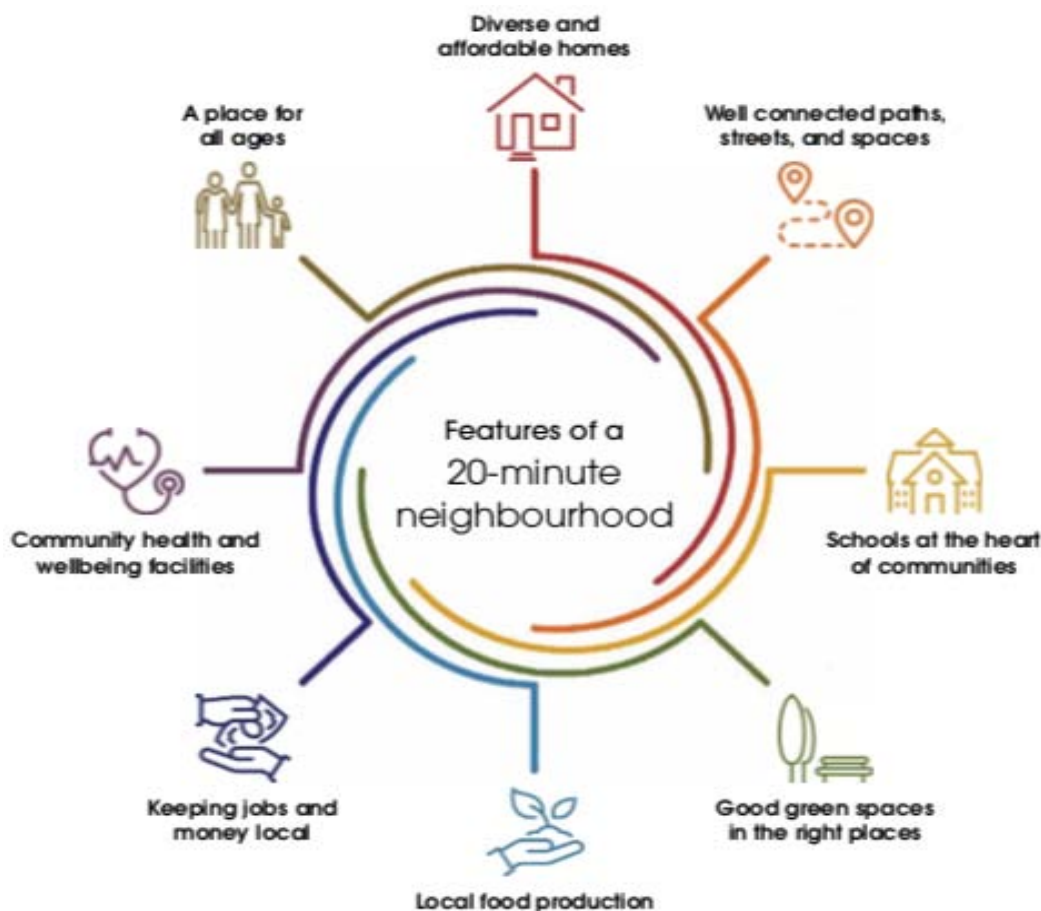 Diverse and
affordable homes
Well connected paths,
streets, and spaces
Schools at the heart
of communities
Good green spaces
in the right places
Local food production
Keeping jobs and
money local
Community health and
wellbeing facilities
A place for
all ages
Features of a
20-minute
neighbourhood